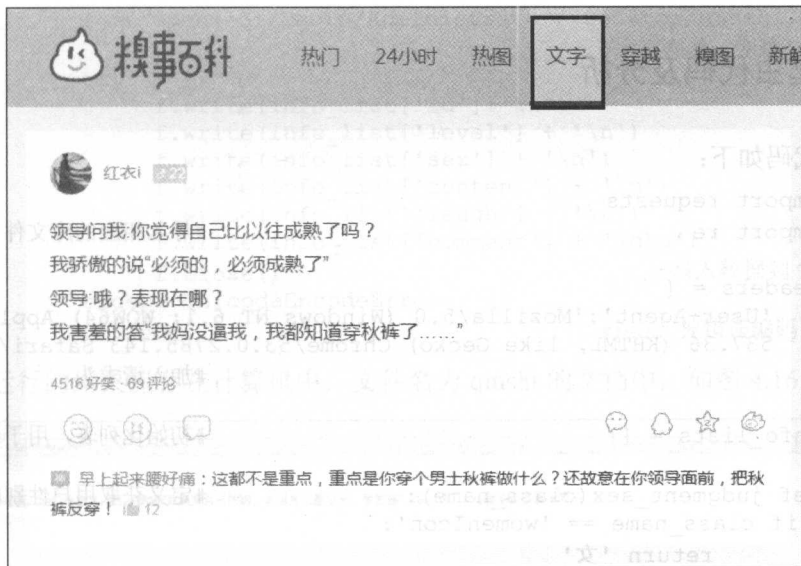 糗事百科 热门 24小时 热图 文字 穿越 糗图 新鲜
红衣i
领导问我:你觉得自己比以往成熟了吗？
我骄傲的说“必须的，必须成熟了”
领导:哦？表现在哪？
我害羞的答“我妈没逼我，我都知道穿秋裤了……”
4516好笑·69评论
早上起来腰好痛：这都不是重点，重点是你穿个男士秋裤做什么？还故意在你领导面前，把秋
裤反穿！ 12